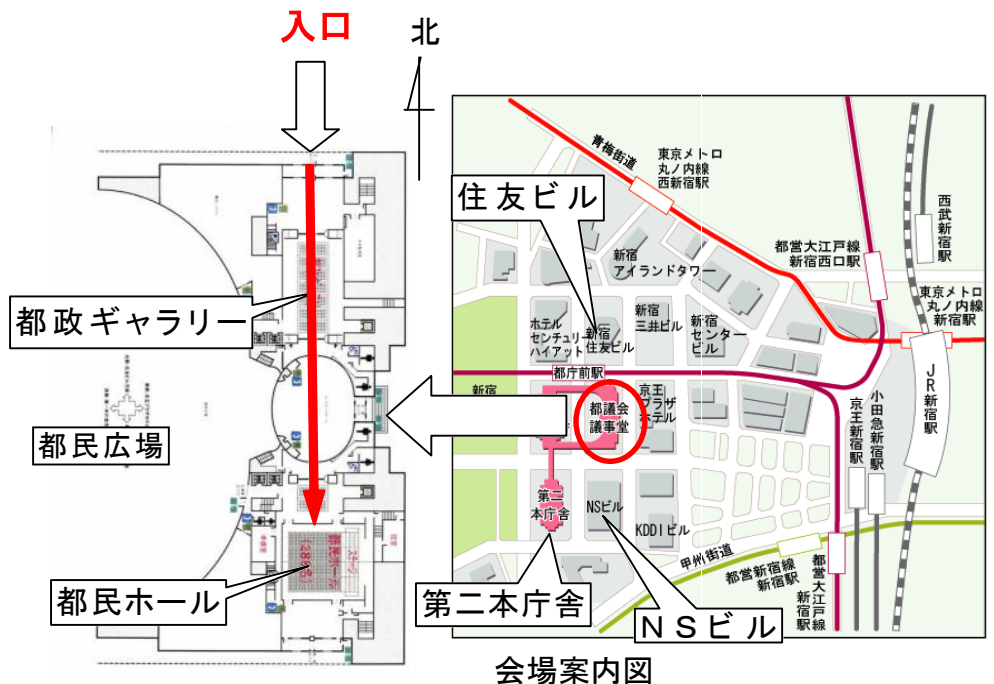 入口
北
都政ギャラリー
都民広場
都民ホール
青梅街道
東京メトロ
丸ノ内線
西新宿駅
住友ビル
西武新宿駅
都営大江戸線
新宿西口駅
新宿
アイランドタワー
東京メトロ
丸ノ内線
新宿駅
ホテル
センチュリー
ハイアット
新宿
住友ビル
新宿
三井ビル
新宿
センター
ビル
都庁前駅
JR新宿駅
新宿
都議会
議事堂
京王
プラザ
ホテル
小田急新宿駅
京王新宿駅
第二
本庁舎
NSビル
KDDIビル
甲州街道
都営新宿線
新宿駅
都営大江戸線
新宿駅
第二本庁舎
NSビル
会場案内図